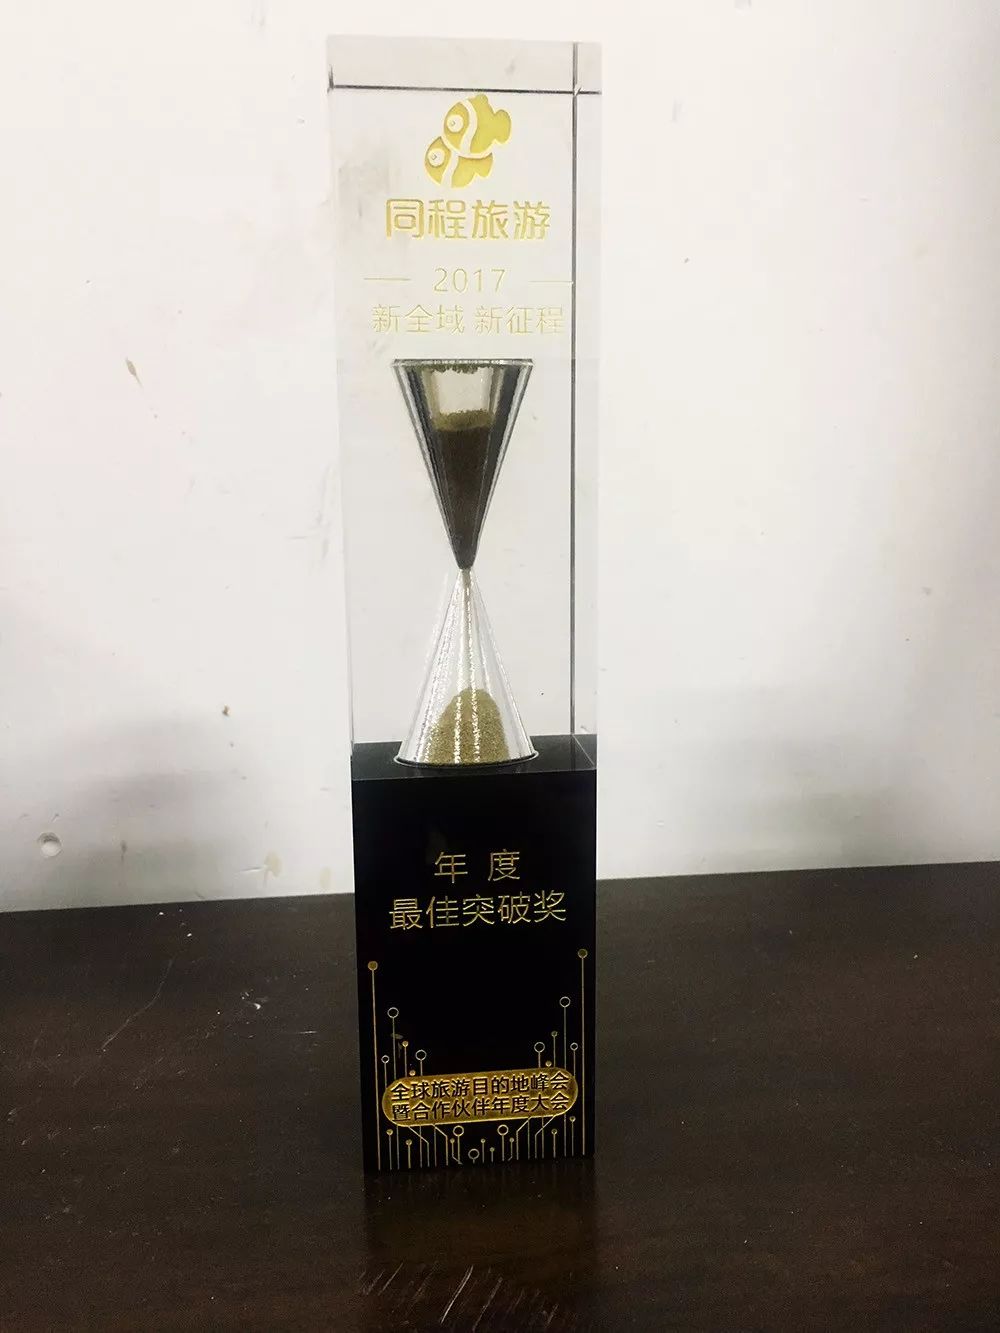 同程旅游
2017
新全域 新征程
年度
最佳突破奖
全球旅游目的地峰会
暨合作伙伴年度大会